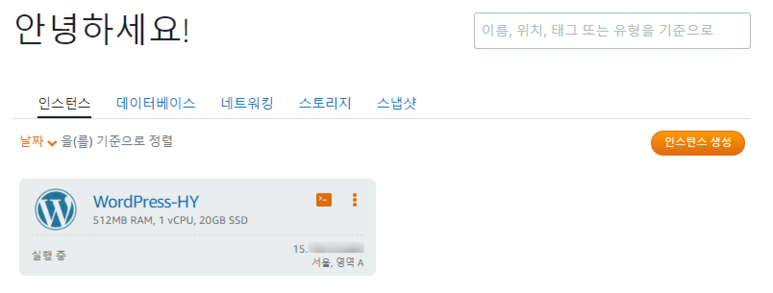 안녕하세요!
이름, 위치, 태그 또는 유형을 기준으로
인스턴스 데이터베이스 네트워킹 스토리지 스냅샷
날짜 을(를) 기준으로 정렬
인스턴스 생성
WordPress-HY
512MB RAM, 1 vCPU, 20GB SSD
실행 중
15.
서울, 영역 A